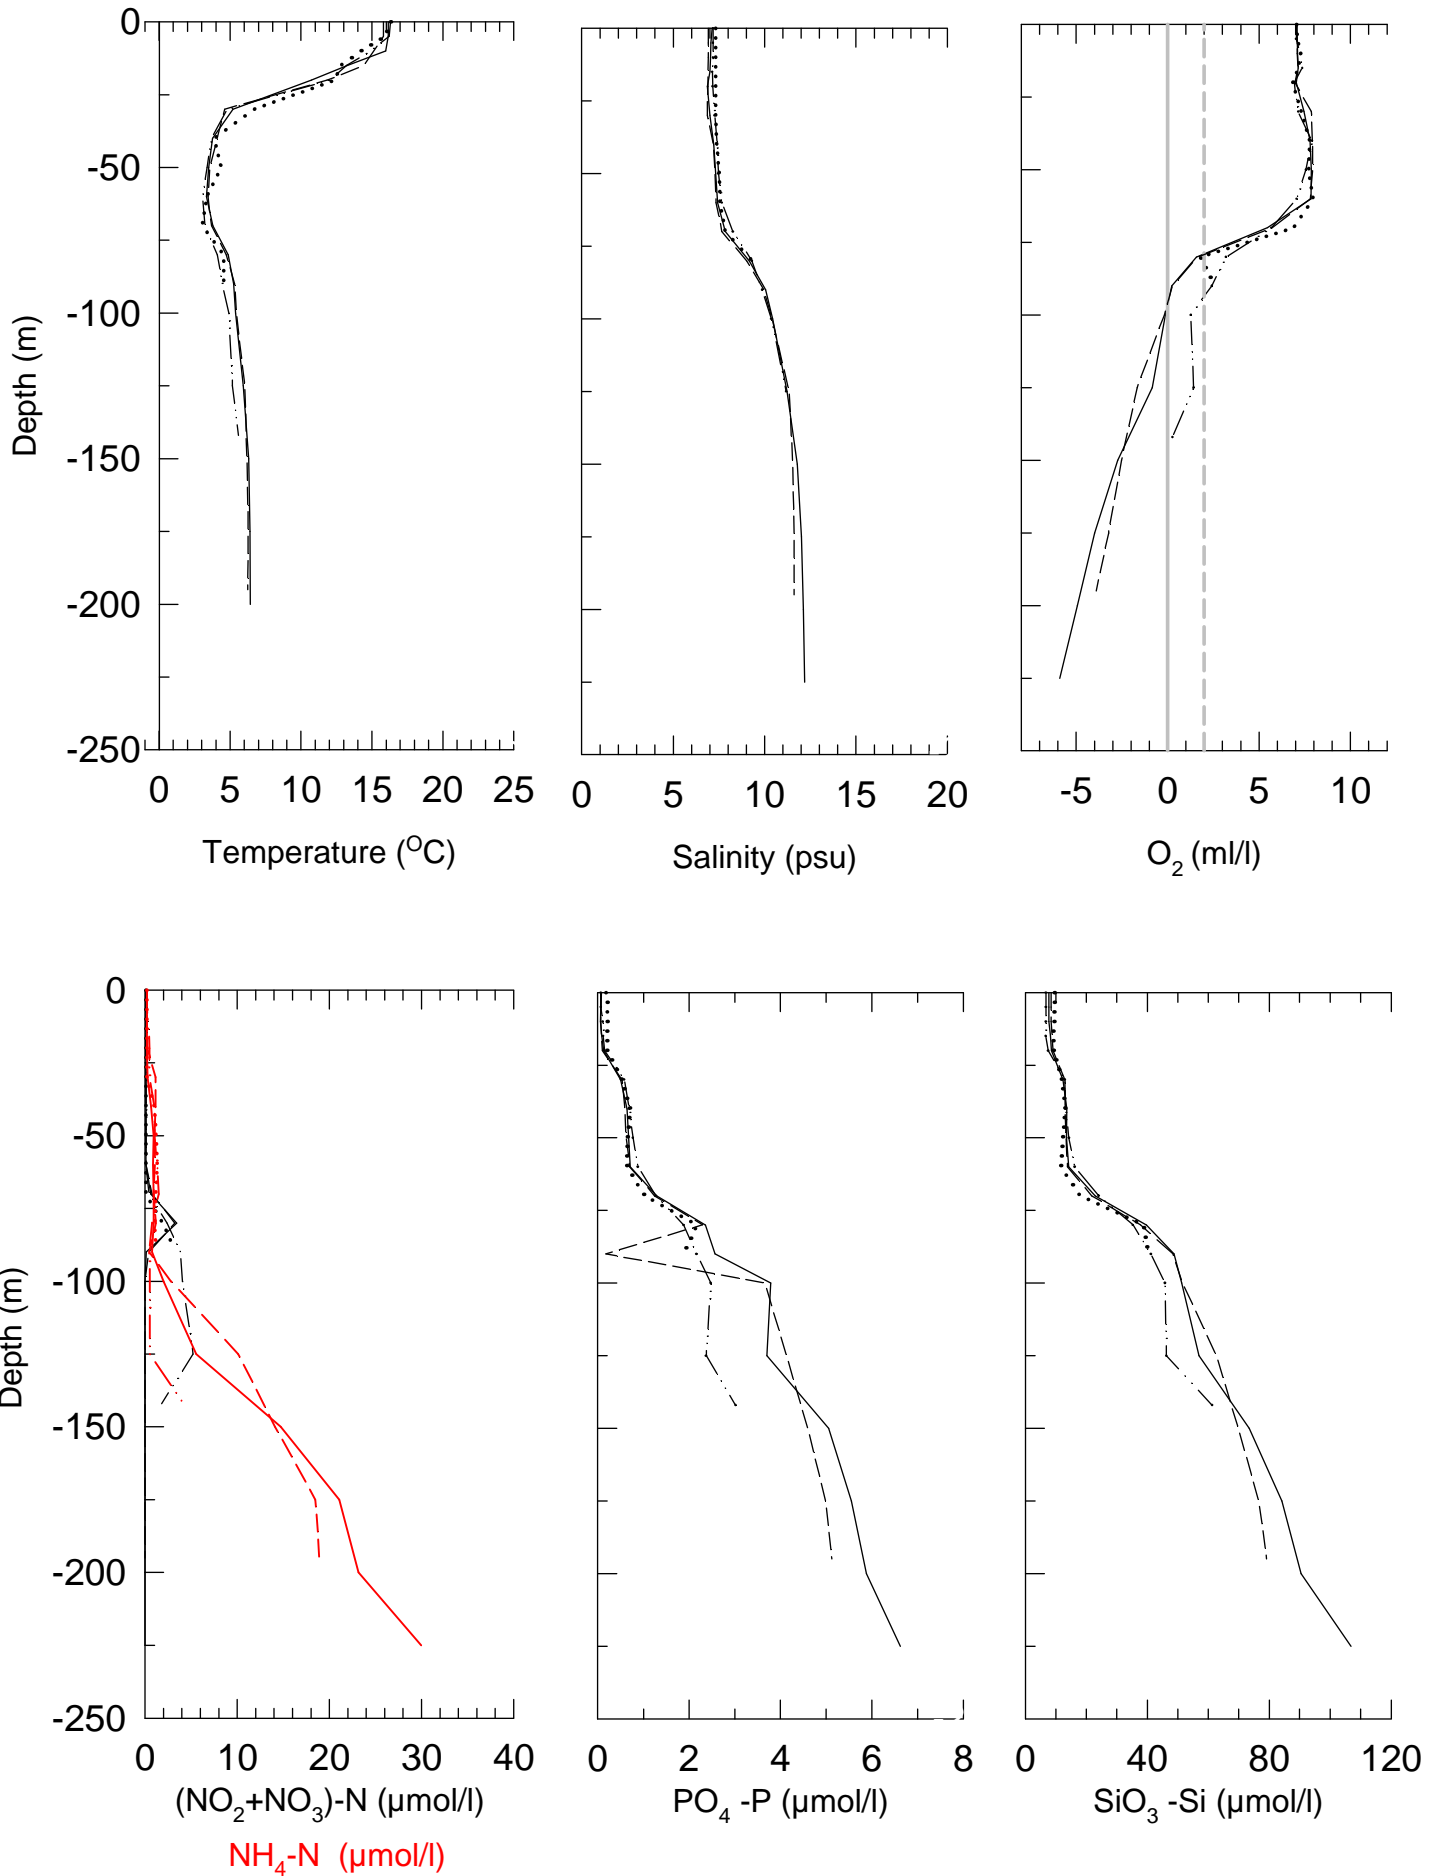 0
-50
-100
-150
-200
-250
Depth (m)
0 5 10 15 20 25
Temperature (OC)
0 5 10 15 20
Salinity (psu)
-5 0 5 10
O2 (ml/l)
0
-50
-100
-150
-200
-250
Depth (m)
0 10 20 30 40
(NO2+NO3)-N (µmol/l)
NH4-N (µmol/l)
0 2 4 6 8
PO4 -P (µmol/l)
0 40 80 120
SiO3 -Si (µmol/l)